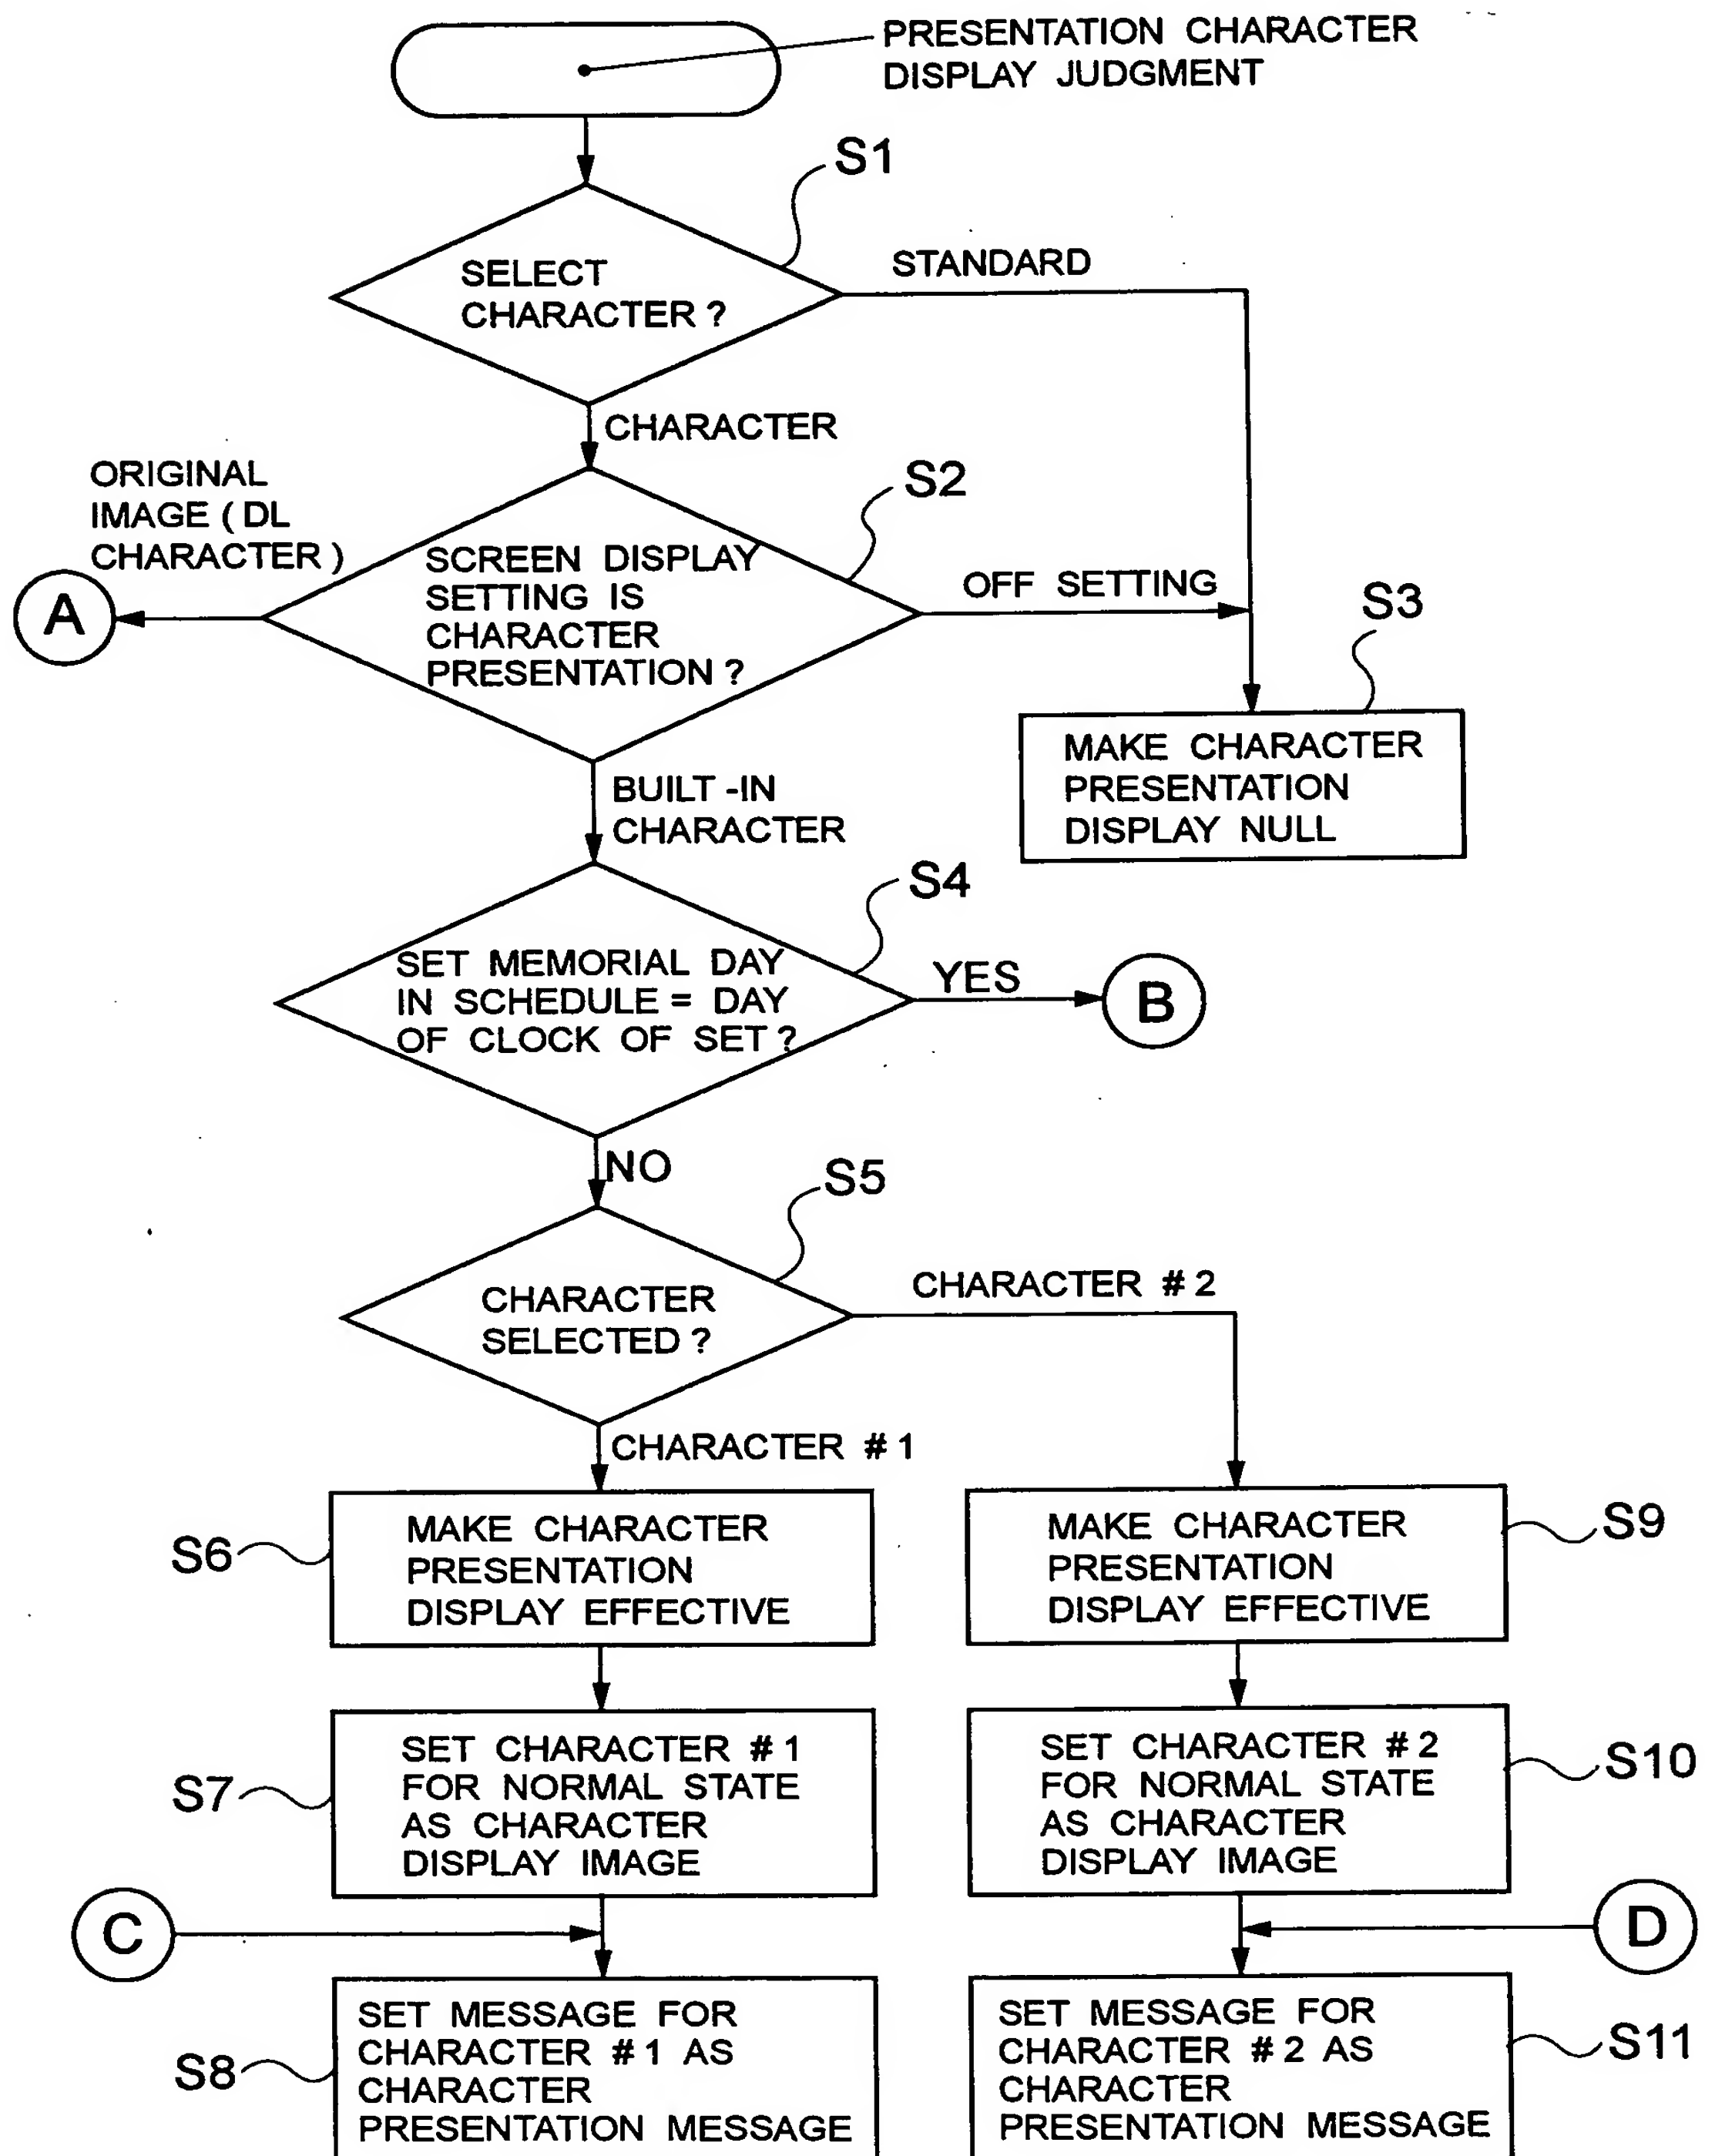 PRESENTATION CHARACTER
DISPLAY JUDGMENT
S1
SELECT
CHARACTER ?
STANDARD
CHARACTER
ORIGINAL
IMAGE ( DL
CHARACTER )
S2
SCREEN DISPLAY
SETTING IS
CHARACTER
PRESENTATION ?
OFF SETTING
A
S3
MAKE CHARACTER
PRESENTATION
DISPLAY NULL
BUILT -IN
CHARACTER
S4
SET MEMORIAL DAY
IN SCHEDULE = DAY
OF CLOCK OF SET ?
YES
B
NO
S5
CHARACTER
SELECTED ?
CHARACTER # 2
CHARACTER # 1
S6
MAKE CHARACTER
PRESENTATION
DISPLAY EFFECTIVE
MAKE CHARACTER
PRESENTATION
DISPLAY EFFECTIVE
S9
S7
SET CHARACTER # 1
FOR NORMAL STATE
AS CHARACTER
DISPLAY IMAGE
SET CHARACTER # 2
FOR NORMAL STATE
AS CHARACTER
DISPLAY IMAGE
S10
C
D
S8
SET MESSAGE FOR
CHARACTER # 1 AS
CHARACTER
PRESENTATION MESSAGE
SET MESSAGE FOR
CHARACTER # 2 AS
CHARACTER
PRESENTATION MESSAGE
S11